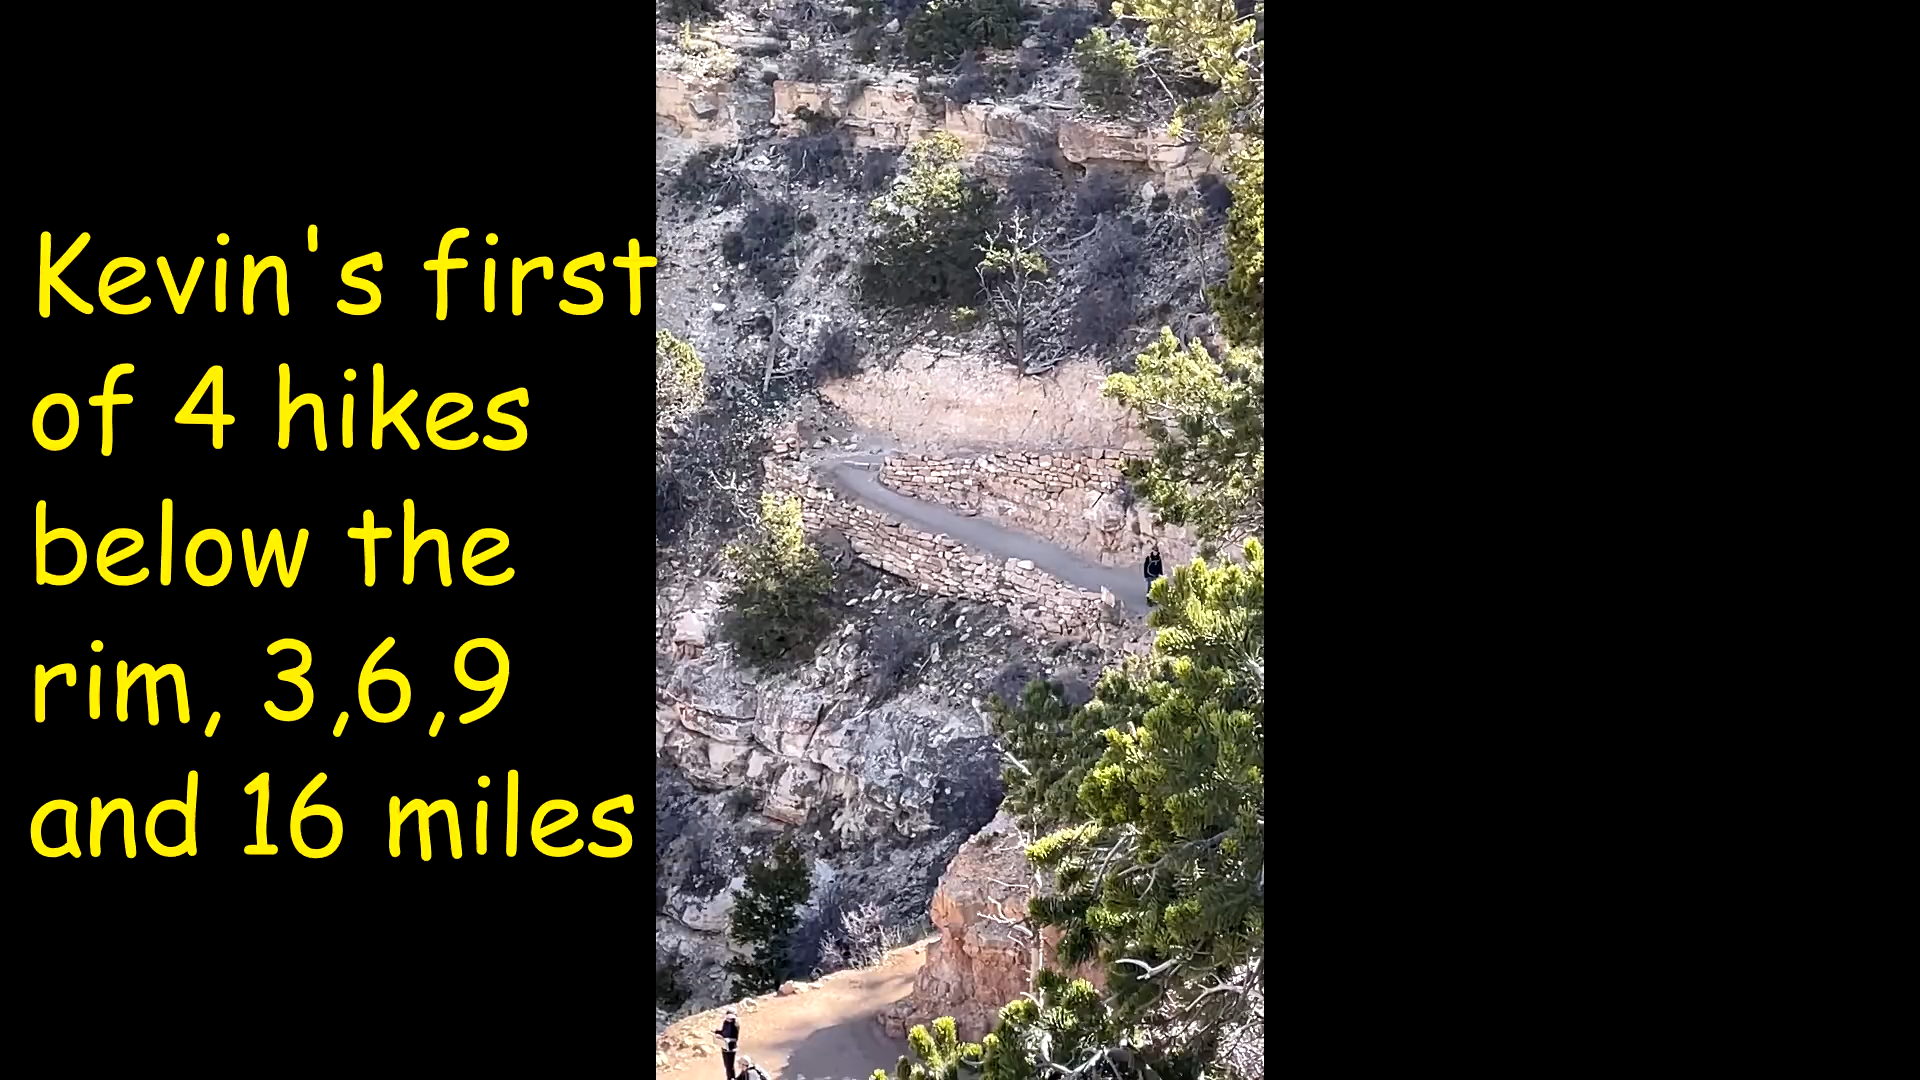 Kevin's first
of 4 hikes
below the
rim, 3,6,9
and 16 miles